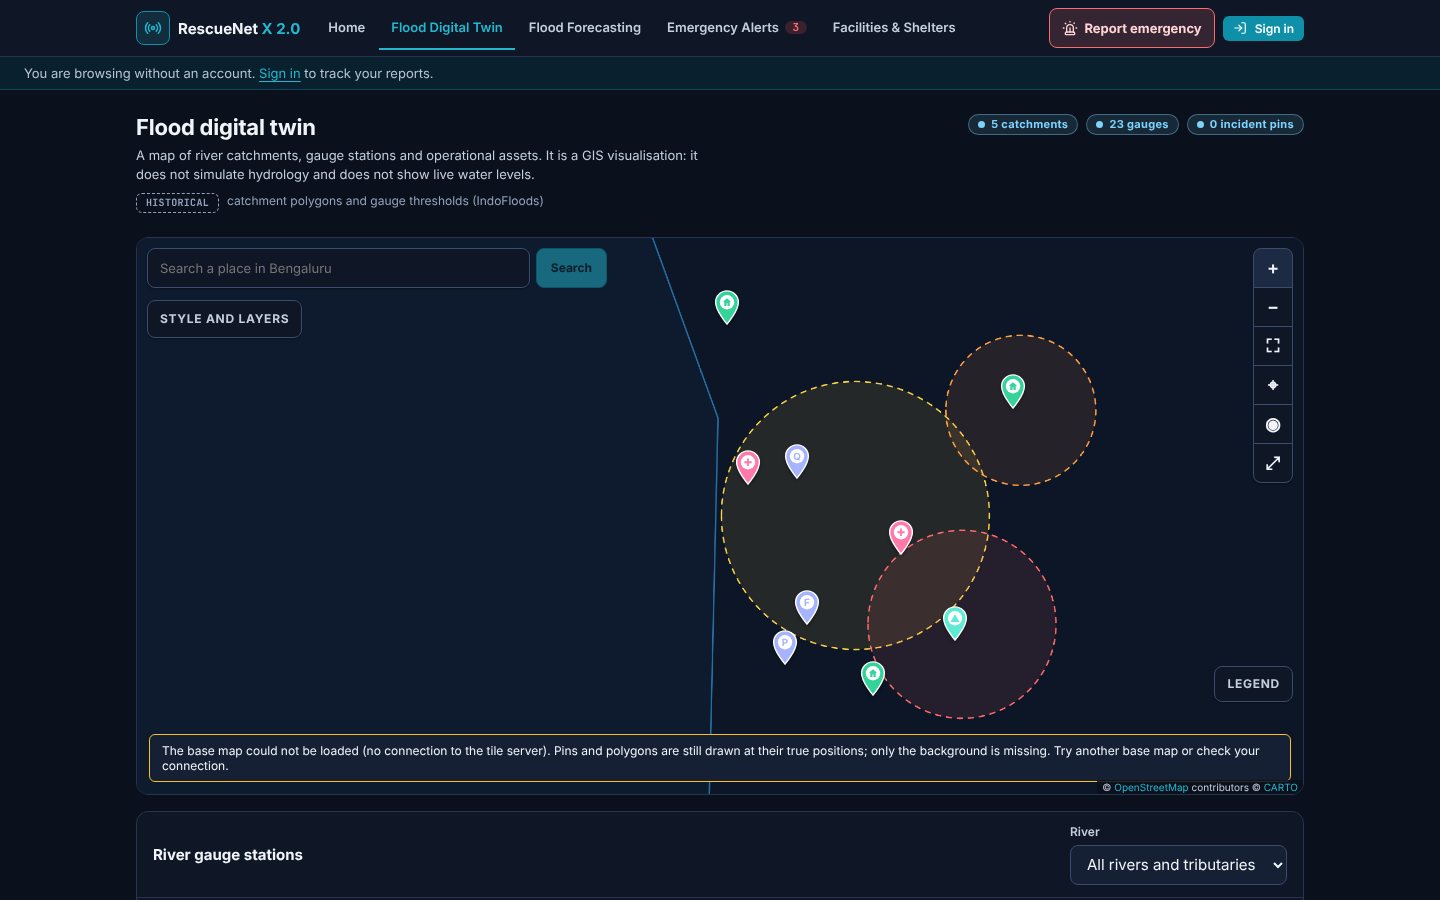 RescueNet X 2.0
Home
Flood Digital Twin
Flood Forecasting
Emergency Alerts 3
Facilities & Shelters
Report emergency
Sign in
You are browsing without an account. Sign in to track your reports.
Flood digital twin
5 catchments
23 gauges
0 incident pins
A map of river catchments, gauge stations and operational assets. It is a GIS visualisation: it
does not simulate hydrology and does not show live water levels.
HISTORICAL catchment polygons and gauge thresholds (IndoFloods)
Search a place in Bengaluru
Search
STYLE AND LAYERS
F
P
LEGEND
The base map could not be loaded (no connection to the tile server). Pins and polygons are still drawn at their true positions; only the background is missing. Try another base map or check your
connection.
© OpenStreetMap contributors © CARTO
River gauge stations
River
All rivers and tributaries